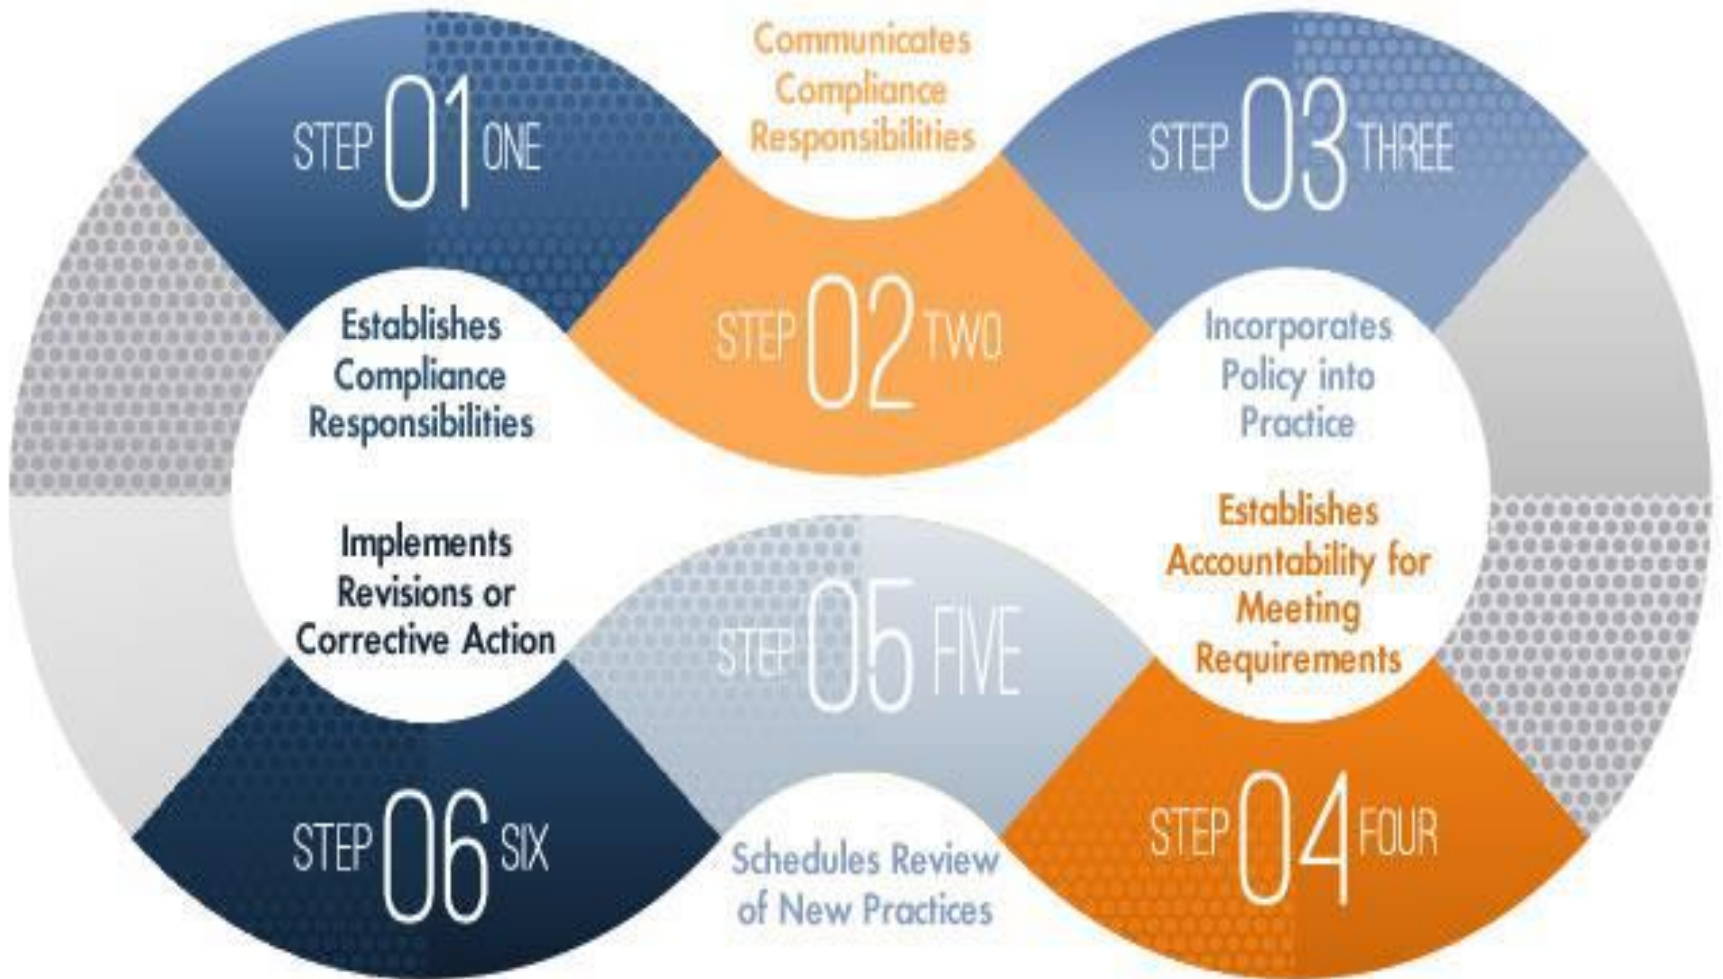 STEP 01 ONE
Establishes
Compliance
Responsibilities
Communicates
Compliance
Responsibilities
STEP 02 TWO
STEP 03 THREE
Incorporates
Policy into
Practice
Establishes
Accountability for
Meeting
Requirements
STEP 04 FOUR
STEP 05 FIVE
Schedules Review
of New Practices
Implements
Revisions or
Corrective Action
STEP 06 SIX